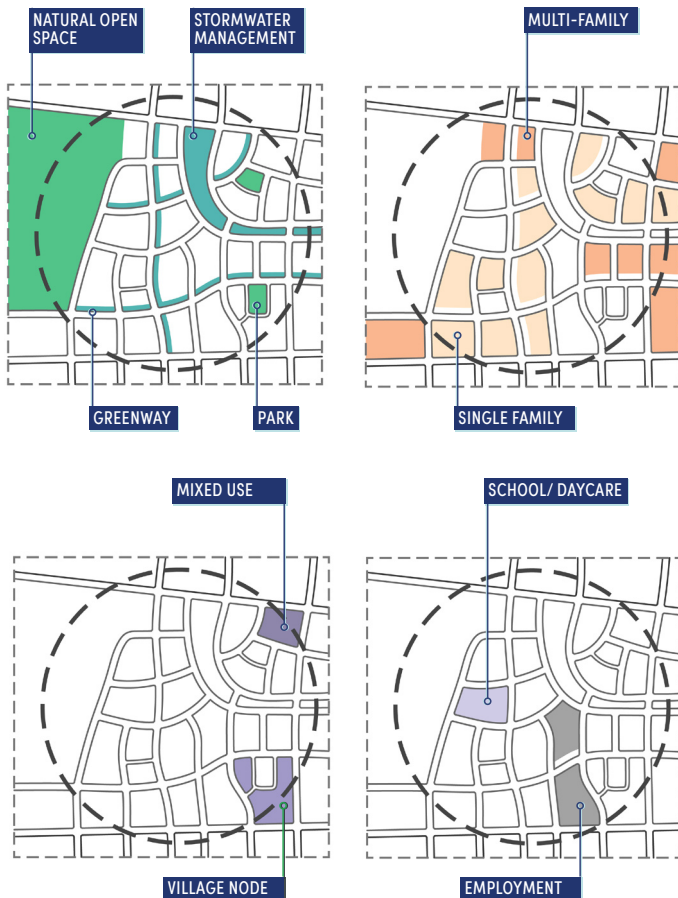 NATURAL OPEN
SPACE
STORMWATER
MANAGEMENT
MULTI-FAMILY
GREENWAY
PARK
SINGLE FAMILY
MIXED USE
SCHOOL/ DAYCARE
VILLAGE NODE
EMPLOYMENT